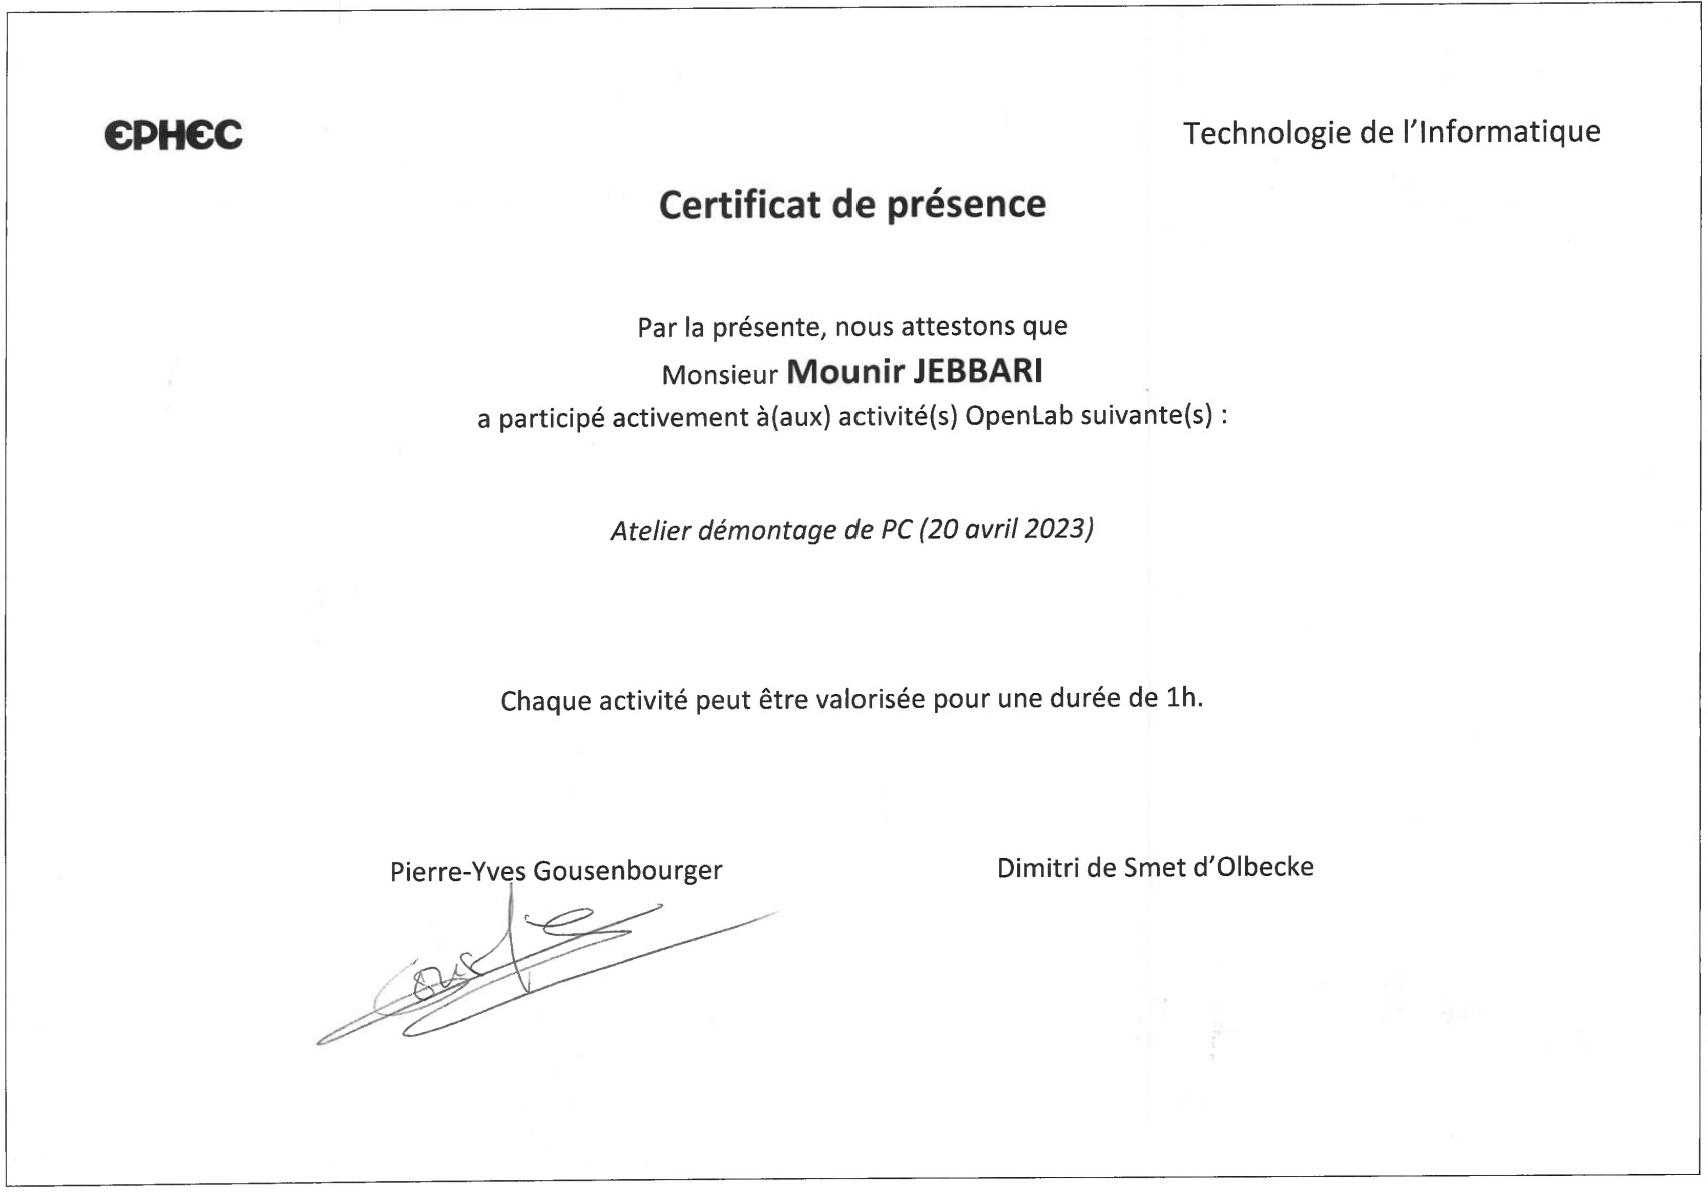 EPHEC
Technologie de l'Informatique
Certificat de présence
Par la présente, nous attestons que
Monsieur Mounir JEBBARI
a participé activement à(aux) activité(s) OpenLab suivante(s) :
Atelier démontage de PC (20 avril 2023)
Chaque activité peut être valorisée pour une durée de 1h.
Pierre-Yves Gousenbourger
Dimitri de Smet d'Olbecke